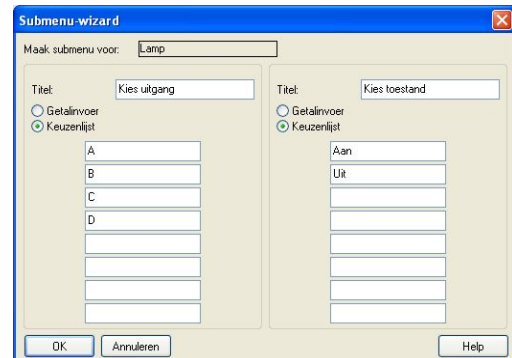 Submenu-wizard
Maak submenu voor: Lamp
Titel: Kies uitgang
Getalinvoer
Keuzenlijst
A
B
C
D
Titel: Kies toestand
Getalinvoer
Keuzenlijst
Aan
Uit
OK Annuleren Help